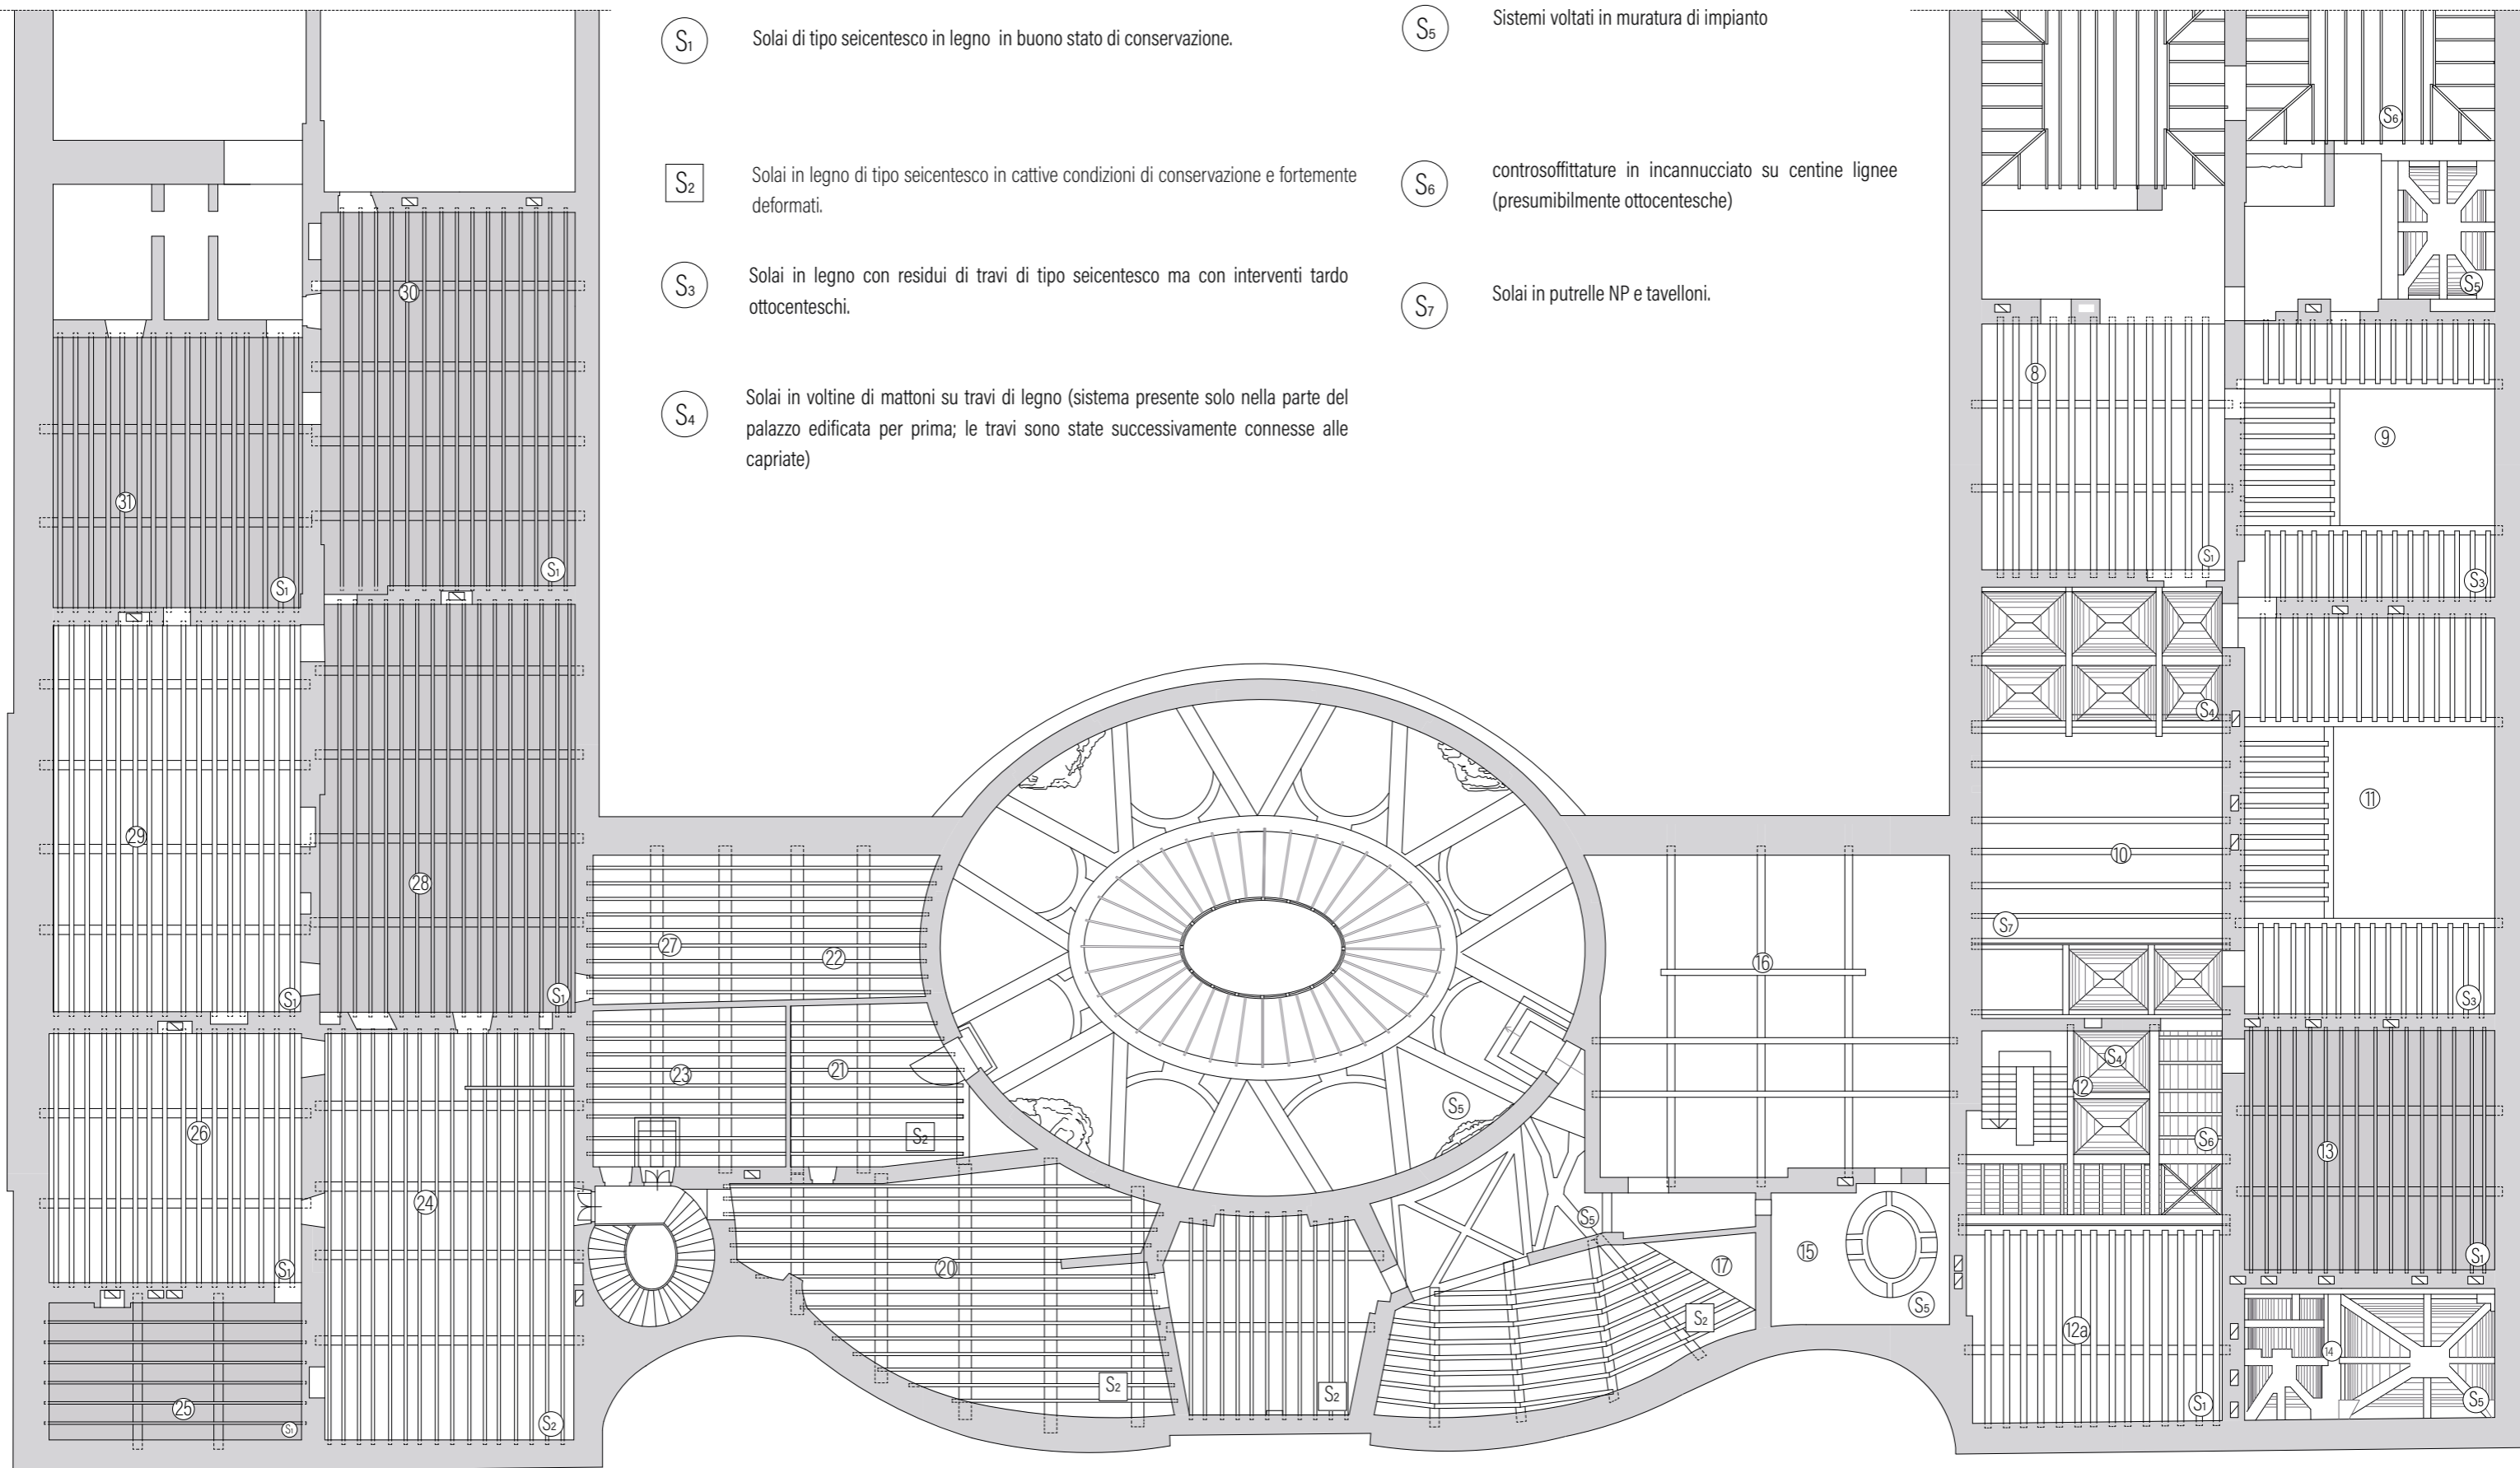 S1 Solai di tipo seicentesco in legno in buono stato di conservazione.
S2 Solai in legno di tipo seicentesco in cattive condizioni di conservazione e fortemente
deformati.
S3 Solai in legno con residui di travi di tipo seicentesco ma con interventi tardo
ottocenteschi.
S4 Solai in voltine di mattoni su travi di legno (sistema presente solo nella parte del
palazzo edificata per prima; le travi sono state successivamente connesse alle
capriate)
S5 Sistemi voltati in muratura di impianto
S6 controsoffittature in incannucciato su centine lignee
(presumibilmente ottocentesche)
S7 Solai in putrelle NP e tavelloni.
30
S1
31
S1
29
S1
28
S1
26
S1
24
S2
25
S1
27
22
23
21
S2
20
S2
S2
S5
S5
17
S2
16
15
S5
S6
S5
8
S1
9
S3
S4
10
S7
11
S3
S4
12
S6
13
S1
12a
S1
14
S5